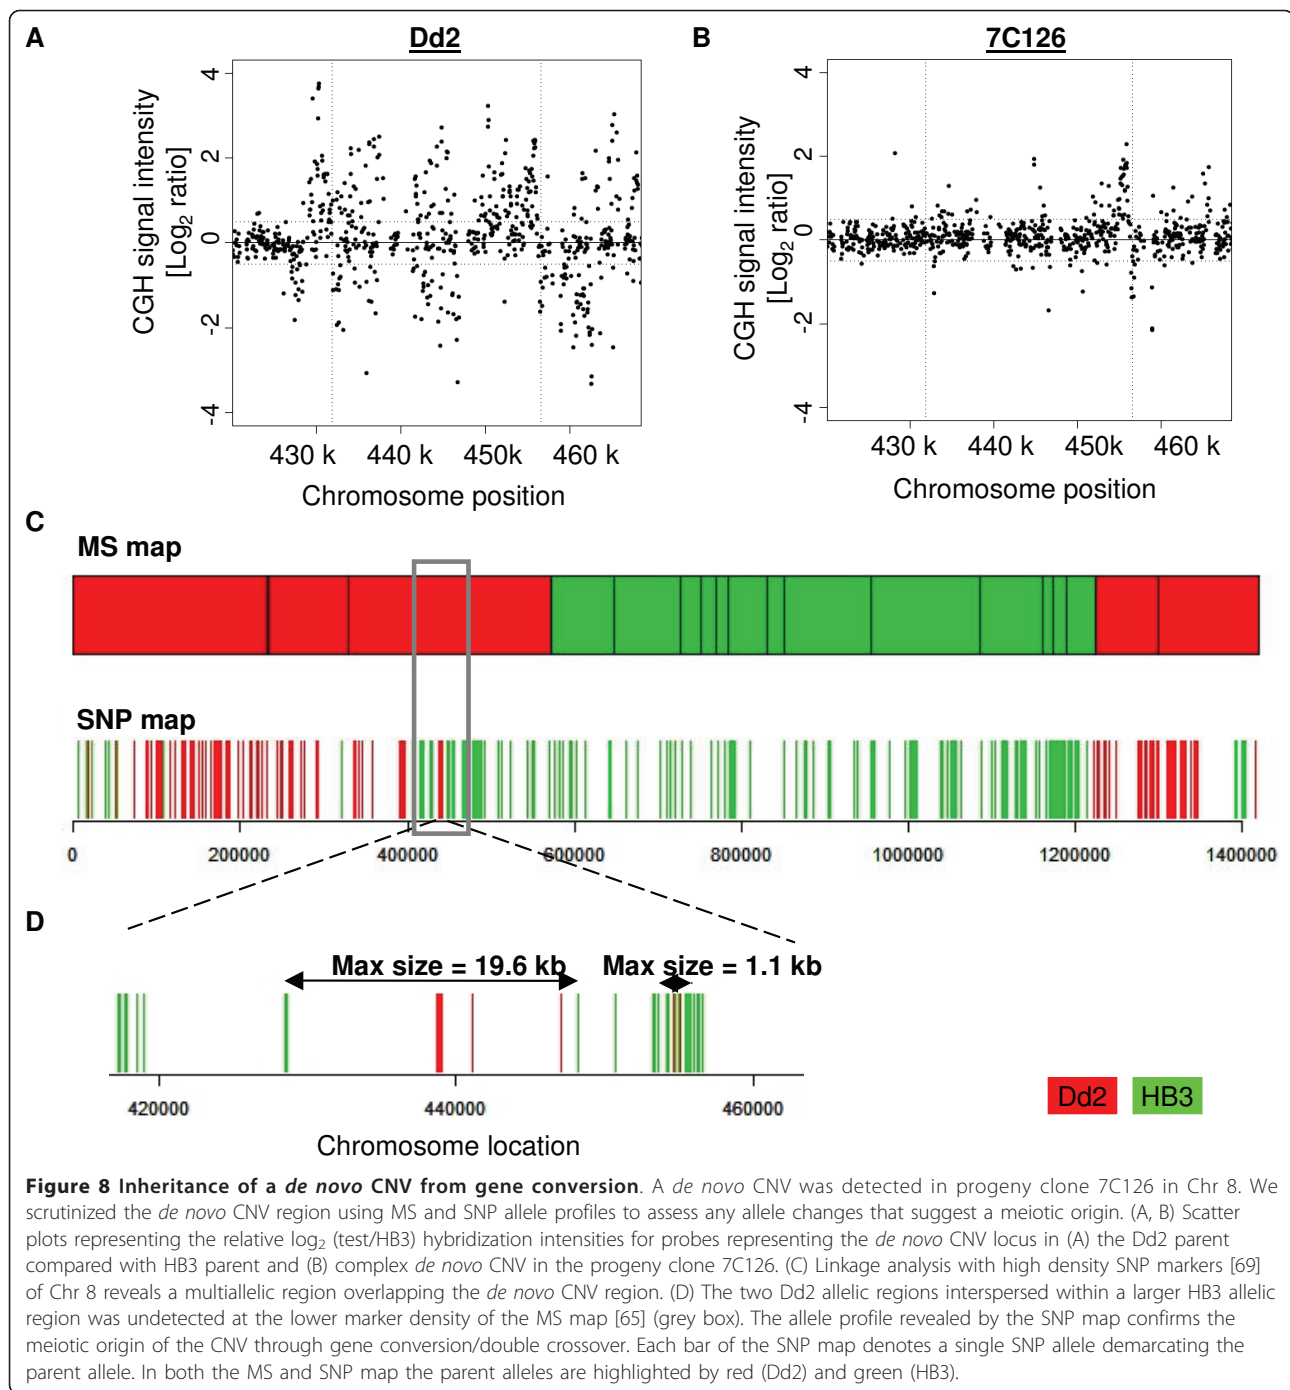 A
Dd2
CGH signal intensity
[Log2 ratio]
4
2
0
-2
-4
430 k
440 k
450k
460 k
Chromosome position
B
7C126
CGH signal intensity
[Log2 ratio]
4
2
0
-2
-4
430 k
440 k
450k
460 k
Chromosome position
C
MS map
SNP map
0
200000
400000
600000
800000
1000000
1200000
1400000
D
Max size = 19.6 kb
Max size = 1.1 kb
420000
440000
460000
Chromosome location
Dd2
HB3
Figure 8 Inheritance of a de novo CNV from gene conversion. A de novo CNV was detected in progeny clone 7C126 in Chr 8. We
scrutinized the de novo CNV region using MS and SNP allele profiles to assess any allele changes that suggest a meiotic origin. (A, B) Scatter
plots representing the relative log2 (test/HB3) hybridization intensities for probes representing the de novo CNV locus in (A) the Dd2 parent
compared with HB3 parent and (B) complex de novo CNV in the progeny clone 7C126. (C) Linkage analysis with high density SNP markers [69]
of Chr 8 reveals a multiallelic region overlapping the de novo CNV region. (D) The two Dd2 allelic regions interspersed within a larger HB3 allelic
region was undetected at the lower marker density of the MS map [65] (grey box). The allele profile revealed by the SNP map confirms the
meiotic origin of the CNV through gene conversion/double crossover. Each bar of the SNP map denotes a single SNP allele demarcating the
parent allele. In both the MS and SNP map the parent alleles are highlighted by red (Dd2) and green (HB3).